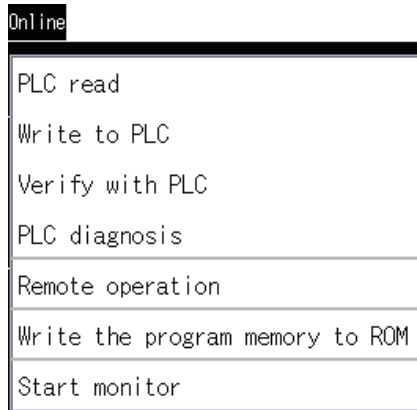 Online
PLC read
Write to PLC
Verify with PLC
PLC diagnosis
Remote operation
Write the program memory to ROM
Start monitor